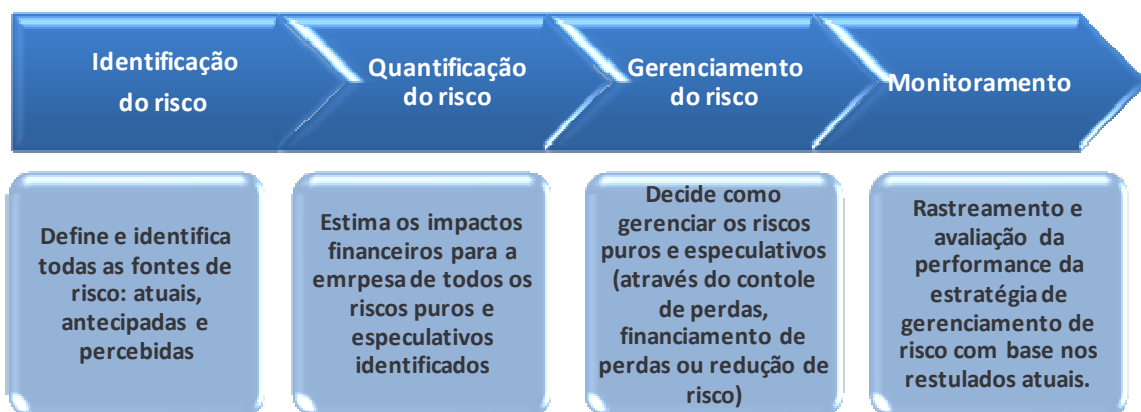 Identificação
do risco
Quantificação
do risco
Gerenciamento
do risco
Monitoramento
Define e identifica
todas as fontes de
risco: atuais,
antecipadas e
percebidas
Estima os impactos
financeiros para a
emrpesa de todos os
riscos puros e
especulativos
identificados
Decide como
gerenciar os riscos
puros e especulativos
(através do contole
de perdas,
financiamento de
perdas ou redução de
risco)
Rastreamento e
avaliação da
performance da
estratégia de
gerenciamento de
risco com base nos
restulados atuais.